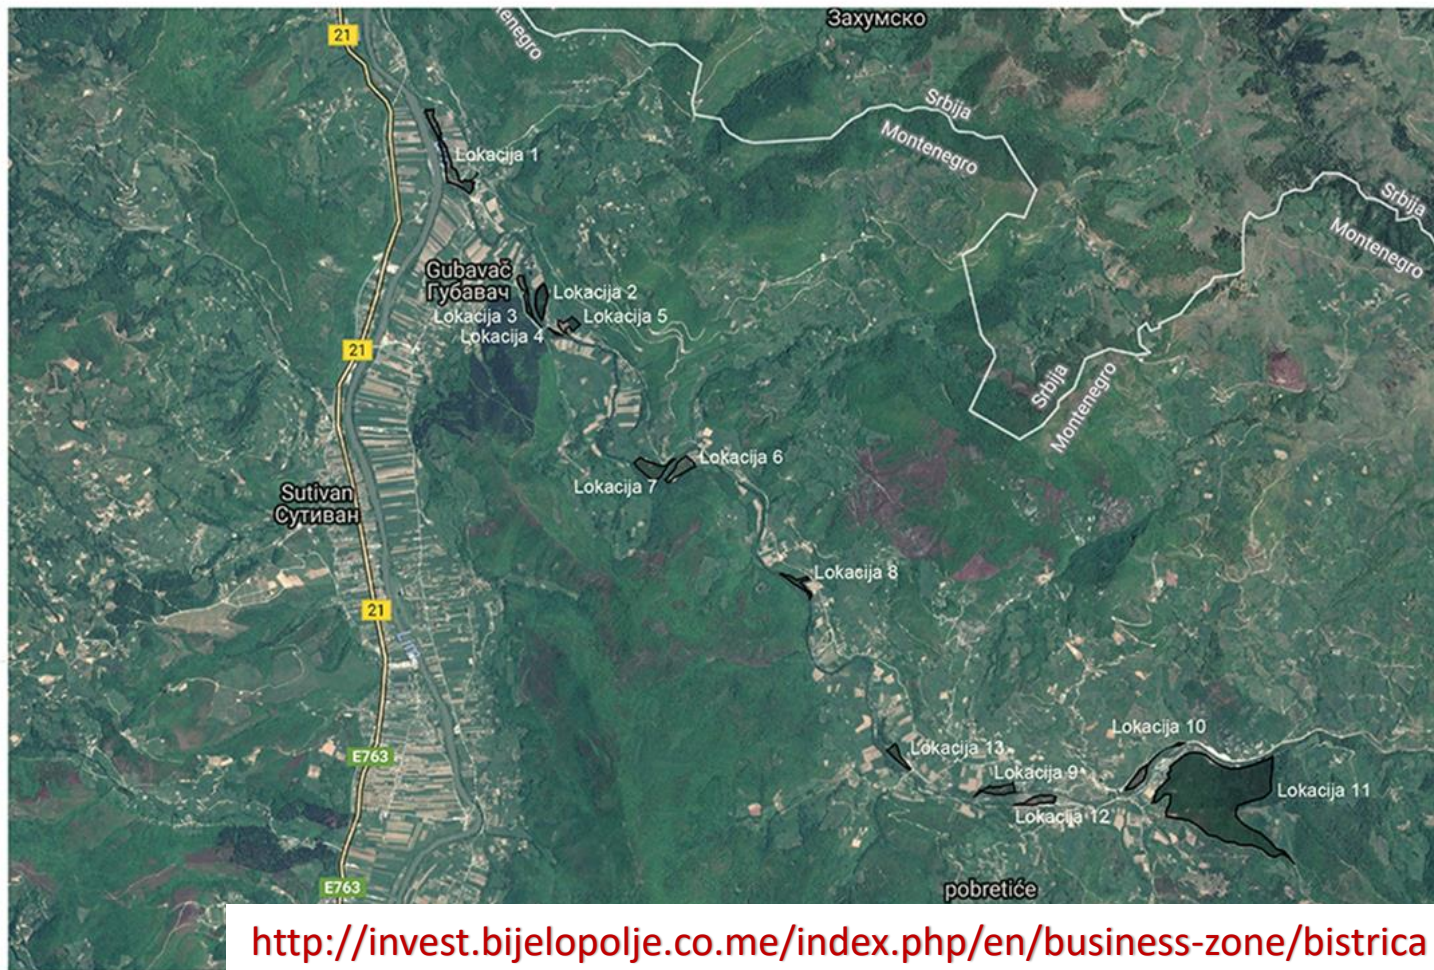 Захумско
21
tenegro
Srbija
Montenegro
Lokacija 1
Srbija
Montenegro
Gubavač
Губавач
Lokacija 2
Lokacija 3
Lokacija 5
Lokacija 4
21
Srbija
Montenegro
Lokacija 6
Lokacija 7
Sutivan
Сутиван
Lokacija 8
21
Lim
Lokacija 10
Lokacija 13
E763
Lokacija 9
Lokacija 11
Lokacija 12
E763
pobretiće
http://invest.bijelopolje.co.me/index.php/en/business-zone/bistrica